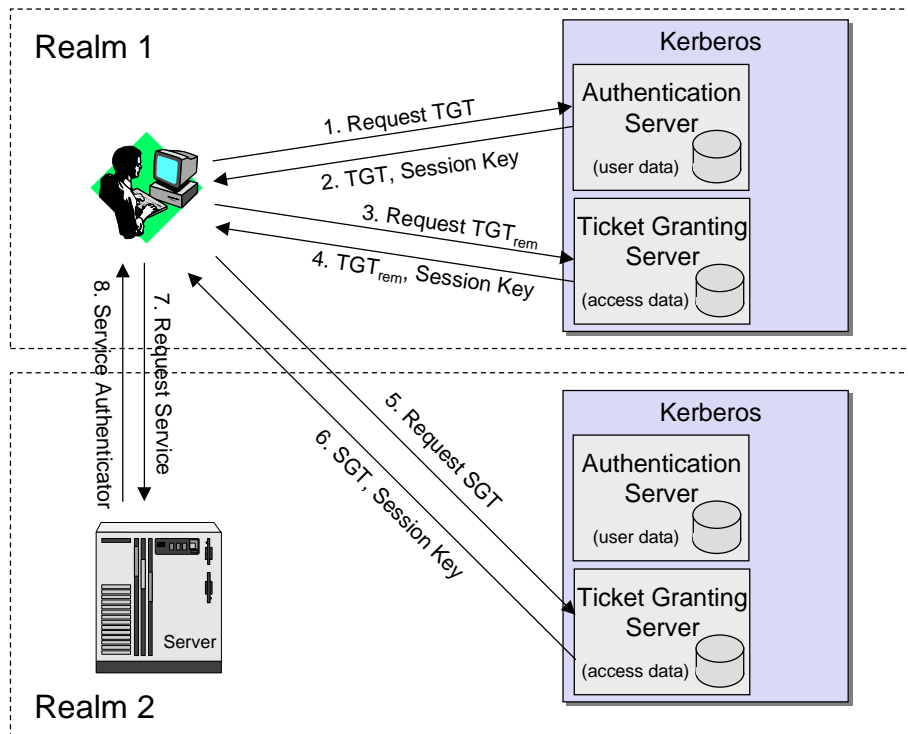 Realm 1
Kerberos
Authentication
Server
(user data)
1. Request TGT
2. TGT, Session Key
3. Request TGTrem
4. TGTrem, Session Key
Ticket Granting
Server
(access data)
8. Service Authenticator
7. Request Service
5. Request SGT
6. SGT, Session Key
Kerberos
Authentication
Server
(user data)
Ticket Granting
Server
(access data)
Server
Realm 2